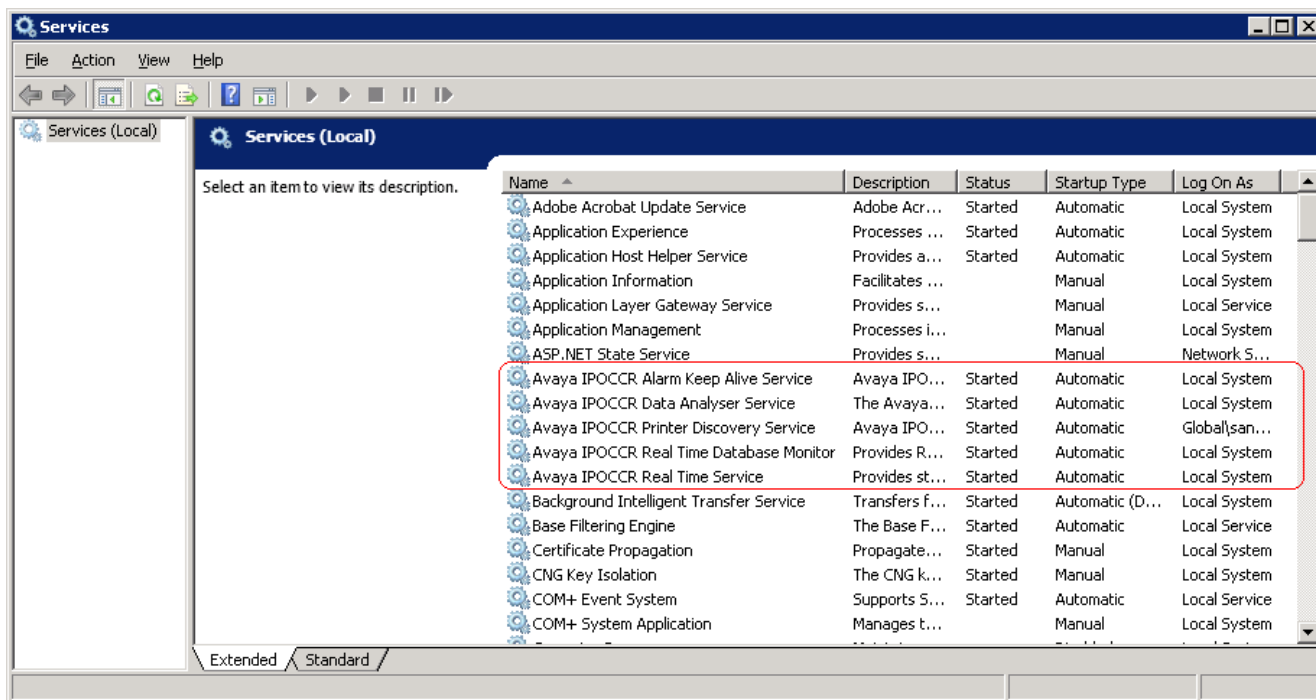 Services
File Action View Help
Services (Local)
Services (Local)
Select an item to view its description.
Name Description Status Startup Type Log On As
Adobe Acrobat Update Service Adobe Acr... Started Automatic Local System
Application Experience Processes ... Started Automatic Local System
Application Host Helper Service Provides a... Started Automatic Local System
Application Information Facilitates ... Manual Local System
Application Layer Gateway Service Provides s... Manual Local Service
Application Management Processes i... Manual Local System
ASP.NET State Service Provides s... Manual Network S...
Avaya IPOCCR Alarm Keep Alive Service Avaya IPO... Started Automatic Local System
Avaya IPOCCR Data Analyser Service The Avaya... Started Automatic Local System
Avaya IPOCCR Printer Discovery Service Avaya IPO... Started Automatic Global\san...
Avaya IPOCCR Real Time Database Monitor Provides R... Started Automatic Local System
Avaya IPOCCR Real Time Service Provides st... Started Automatic Local System
Background Intelligent Transfer Service Transfers f... Started Automatic (D... Local System
Base Filtering Engine The Base F... Started Automatic Local Service
Certificate Propagation Propagate... Started Manual Local System
CNG Key Isolation The CNG k... Started Manual Local System
COM+ Event System Supports S... Started Automatic Local Service
COM+ System Application Manages t... Manual Local System
Extended Standard